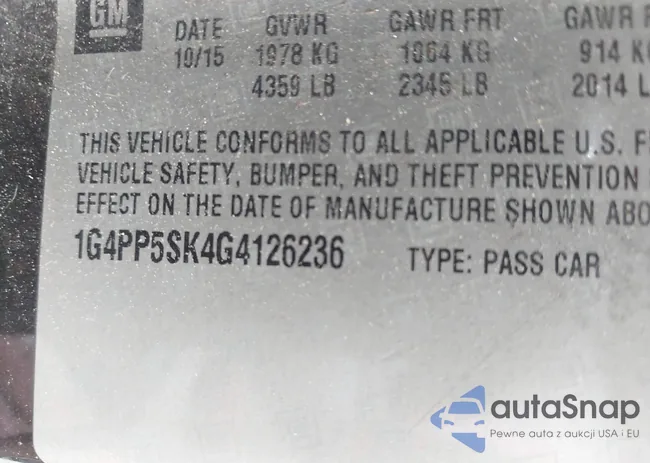 GM
DATE GVWR GAWR FRT GAWR
10/15 1978 KG 1064 KG 914
4359 LB 2345 LB 2014
THIS VEHICLE CONFORMS TO ALL APPLICABLE U.S.
VEHICLE SAFETY, BUMPER, AND THEFT PREVENTION
EFFECT ON THE DATE OF MANUFACTURE SHOWN
1G4PP5SK4G4126236 TYPE: PASS CAR
autaSnap
Pewne auta z aukcji USA i EU